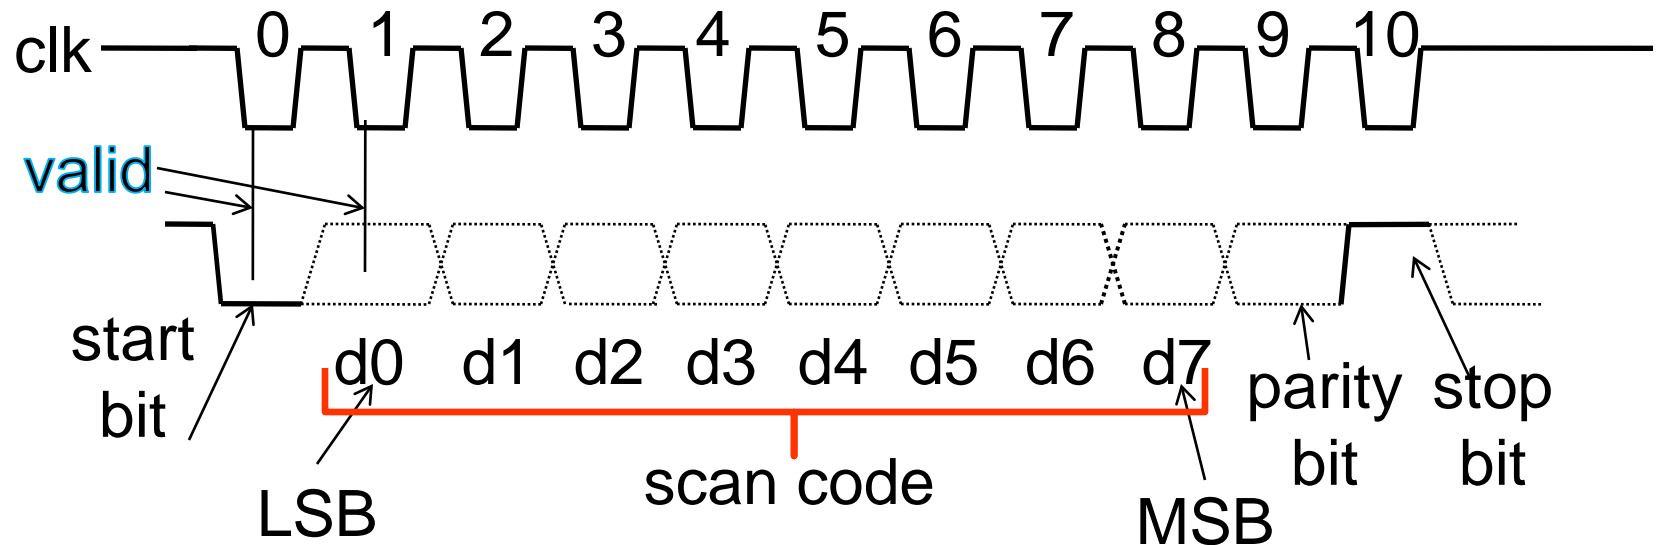 clk 0 1 2 3 4 5 6 7 8 9 10
valid
start bit
d0 d1 d2 d3 d4 d5 d6 d7
parity bit
stop bit
scan code
LSB
MSB